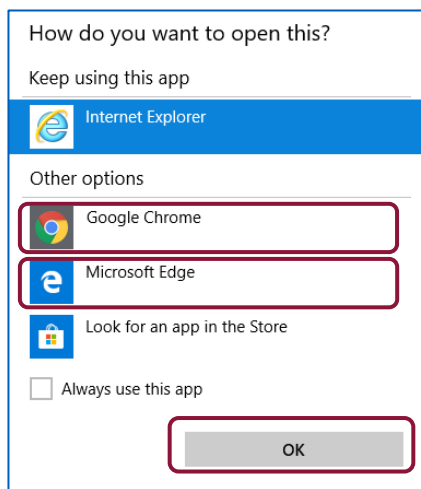 How do you want to open this?
Keep using this app
Internet Explorer
Other options
Google Chrome
Microsoft Edge
Look for an app in the Store
Always use this app
OK